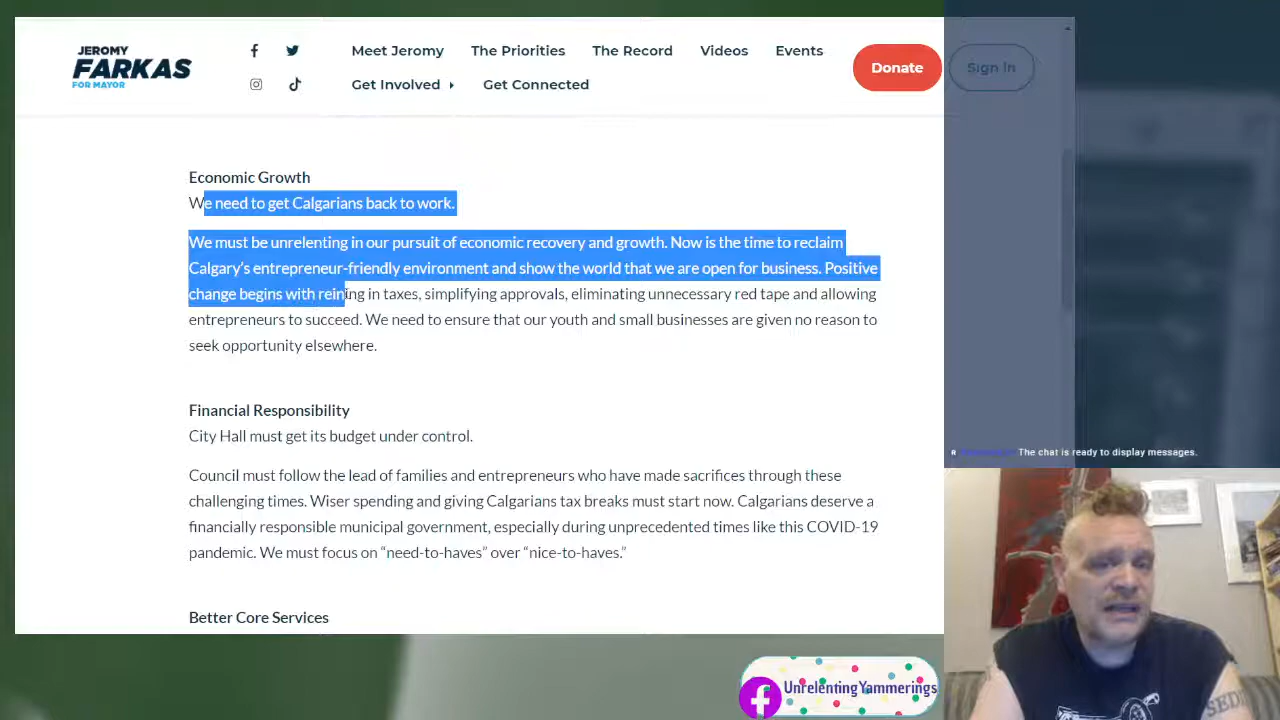 JEROMY
FARKAS
FOR MAYOR
Meet Jeromy
The Priorities
The Record
Videos
Events
Get Involved
Get Connected
Donate
Sign In
Economic Growth
We need to get Calgarians back to work.
We must be unrelenting in our pursuit of economic recovery and growth. Now is the time to reclaim
Calgary's entrepreneur-friendly environment and show the world that we are open for business. Positive
change begins with reining in taxes, simplifying approvals, eliminating unnecessary red tape and allowing
entrepreneurs to succeed. We need to ensure that our youth and small businesses are given no reason to
seek opportunity elsewhere.
Financial Responsibility
City Hall must get its budget under control.
Council must follow the lead of families and entrepreneurs who have made sacrifices through these
challenging times. Wiser spending and giving Calgarians tax breaks must start now. Calgarians deserve a
financially responsible municipal government, especially during unprecedented times like this COVID-19
pandemic. We must focus on “need-to-haves” over “nice-to-haves.”
Better Core Services
The chat is ready to display messages.
UnrelentingYammerings